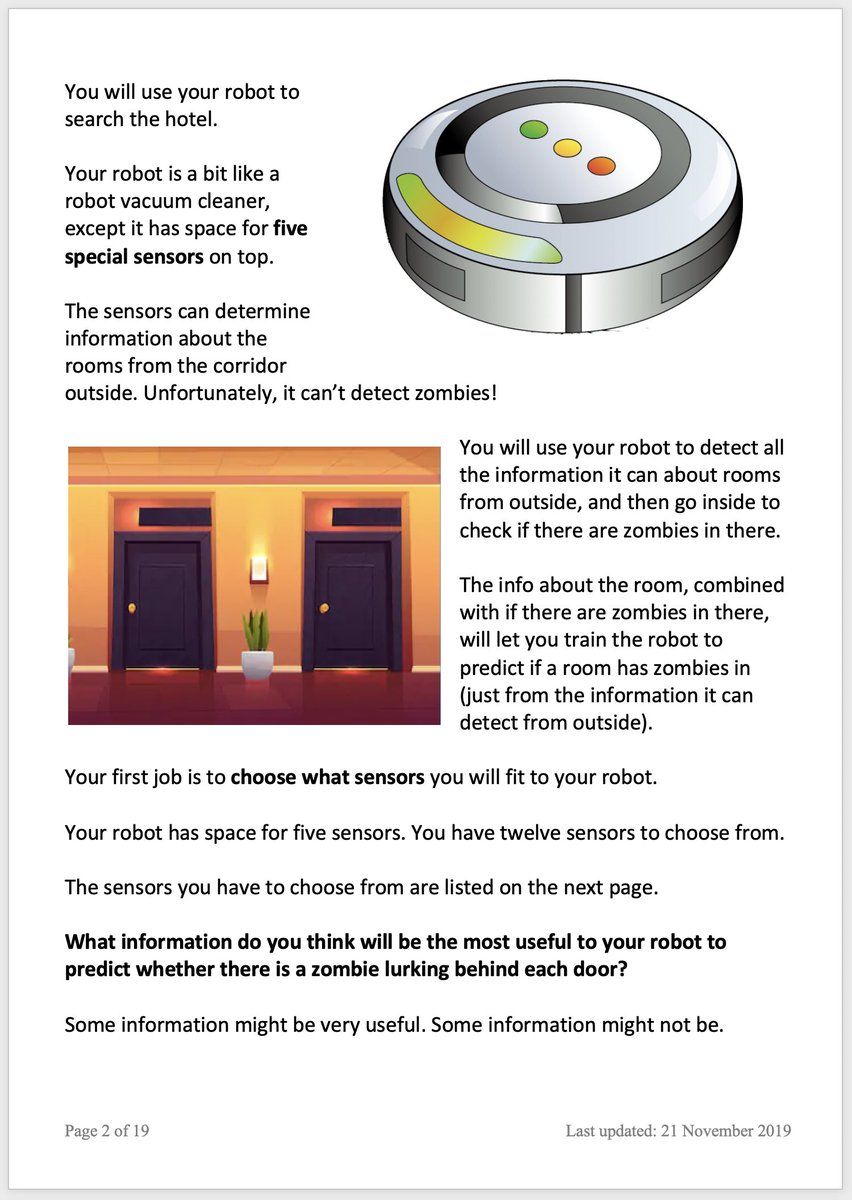 You will use your robot to
search the hotel.
Your robot is a bit like a
robot vacuum cleaner,
except it has space for five
special sensors on top.
The sensors can determine
information about the
rooms from the corridor
outside. Unfortunately, it can’t detect zombies!
You will use your robot to detect all
the information it can about rooms
from outside, and then go inside to
check if there are zombies in there.
The info about the room, combined
with if there are zombies in there,
will let you train the robot to
predict if a room has zombies in
(just from the information it can
detect from outside).
Your first job is to choose what sensors you will fit to your robot.
Your robot has space for five sensors. You have twelve sensors to choose from.
The sensors you have to choose from are listed on the next page.
What information do you think will be the most useful to your robot to
predict whether there is a zombie lurking behind each door?
Some information might be very useful. Some information might not be.
Page 2 of 19
Last updated: 21 November 2019